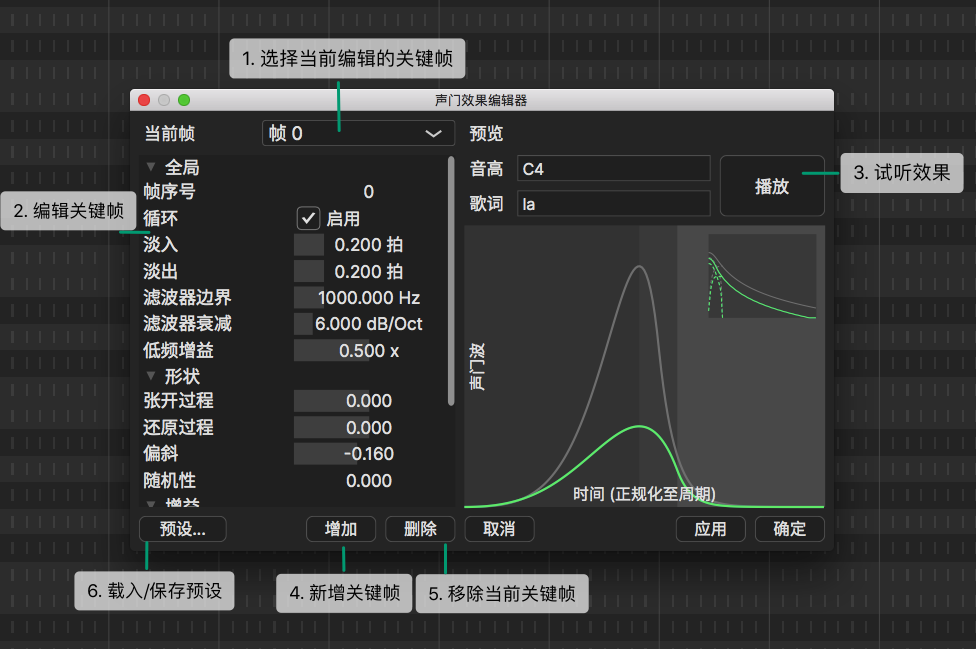 1. 选择当前编辑的关键帧
声门效果编辑器
当前帧
帧 0
预览
全局
音高
C4
播放
3. 试听效果
帧序号
0
歌词
la
2. 编辑关键帧
循环
启用
淡入
0.200 拍
淡出
0.200 拍
滤波器边界
1000.000 Hz
滤波器衰减
6.000 dB/Oct
低频增益
0.500 x
声门波
形状
张开过程
0.000
还原过程
0.000
偏斜
-0.160
随机性
0.000
时间 (正规化至周期)
增益
预设...
增加
删除
取消
应用
确定
6. 载入/保存预设
4. 新增关键帧
5. 移除当前关键帧